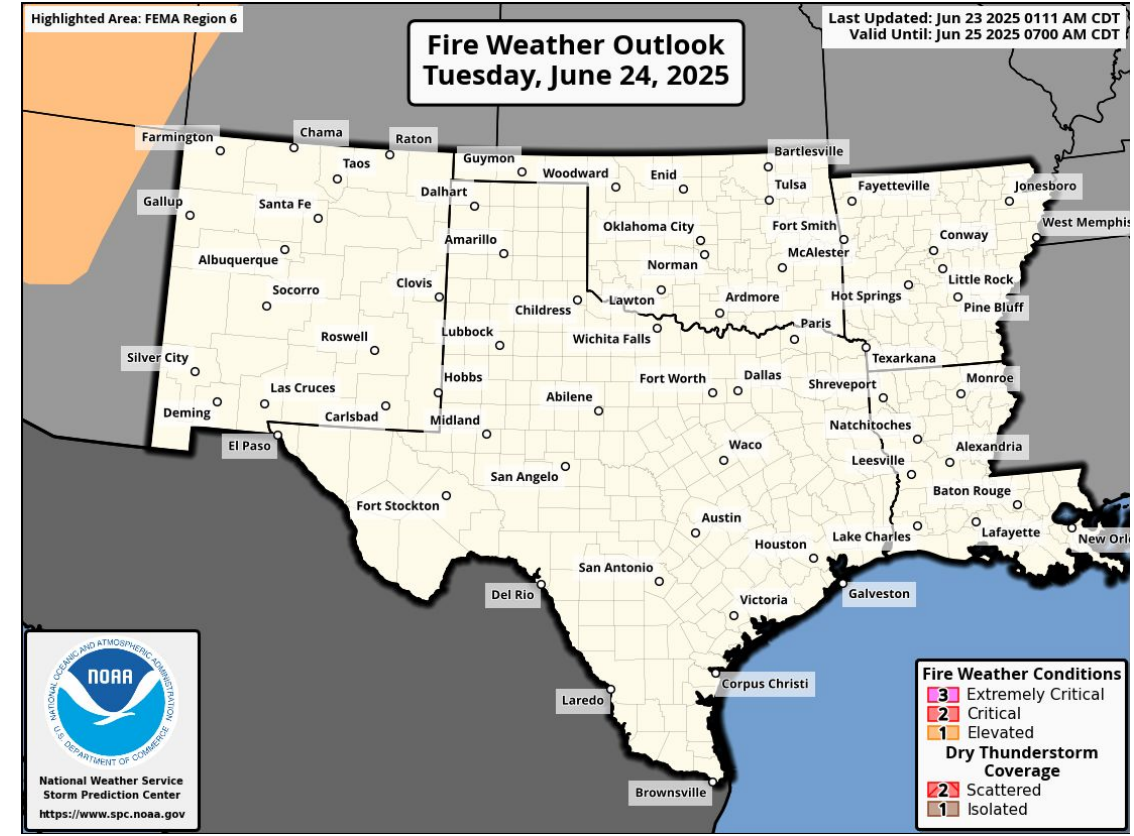 Highlighted Area: FEMA Region 6
Fire Weather Outlook
Tuesday, June 24, 2025
Last Updated: Jun 23 2025 0111 AM CDT
Valid Until: Jun 25 2025 0700 AM CDT
Farmington
Chama
Raton
Taos
Guymon
Woodward
Enid
Bartlesville
Tulsa
Fayetteville
Jonesboro
Gallup
Santa Fe
Dalhart
West Memphis
Oklahoma City
Fort Smith
Conway
Albuquerque
Amarillo
Norman
McAlester
Little Rock
Socorro
Clovis
Childress
Lawton
Ardmore
Hot Springs
Pine Bluff
Roswell
Lubbock
Wichita Falls
Paris
Texarkana
Silver City
Las Cruces
Hobbs
Fort Worth
Dallas
Shreveport
Monroe
Deming
Carlsbad
Midland
Abilene
Natchitoches
El Paso
Waco
Leesville
Alexandria
San Angelo
Fort Stockton
Baton Rouge
Austin
Houston
Lake Charles
Lafayette
New Orl
San Antonio
Del Rio
Victoria
Galveston
Laredo
Corpus Christi
Brownsville
NATIONAL OCEANIC AND ATMOSPHERIC ADMINISTRATION
NOAA
U.S. DEPARTMENT OF COMMERCE
National Weather Service
Storm Prediction Center
https://www.spc.noaa.gov
Fire Weather Conditions
3 Extremely Critical
2 Critical
1 Elevated
Dry Thunderstorm
Coverage
2 Scattered
1 Isolated